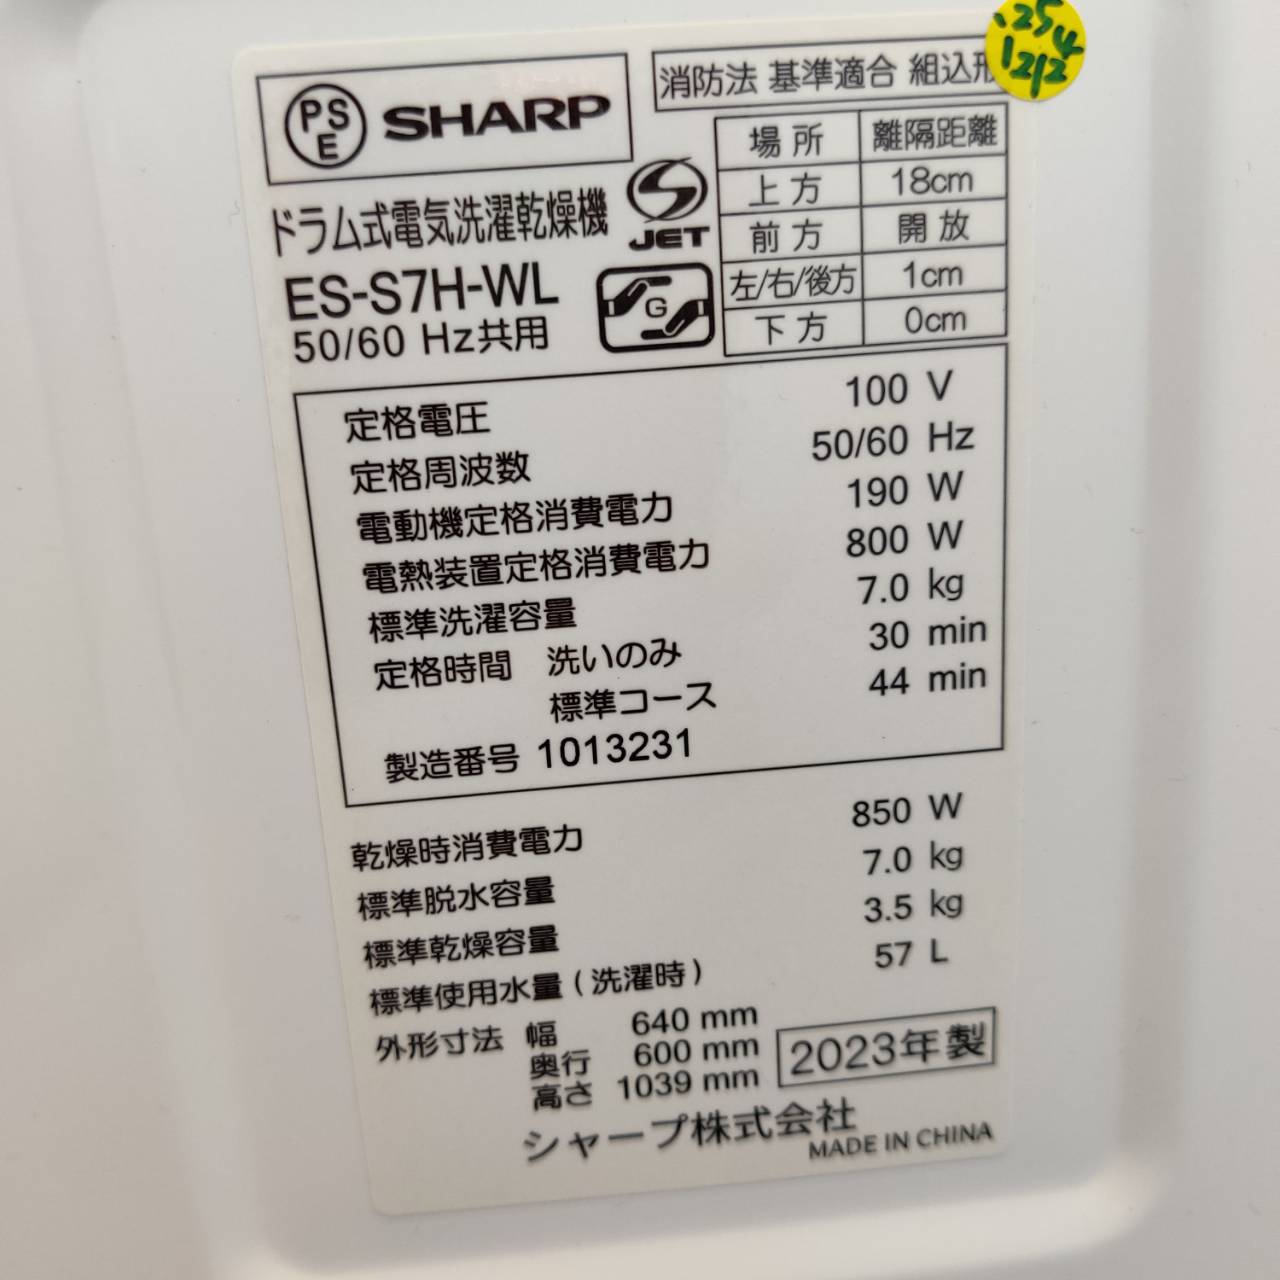 PSE SHARP
消防法 基準適合 組込形
.254
1212
場所 離隔距離
上方 18cm
前方 開放
左/右/後方 1cm
下方 0cm
ドラム式電気洗濯乾燥機
JET
ES-S7H-WL
G
50/60 Hz共用
定格電圧 100 V
定格周波数 50/60 Hz
電動機定格消費電力 190 W
電熱装置定格消費電力 800 W
標準洗濯容量 7.0 kg
定格時間 洗いのみ 30 min
標準コース 44 min
製造番号 1013231
乾燥時消費電力 850 W
標準脱水容量 7.0 kg
標準乾燥容量 3.5 kg
標準使用水量(洗濯時) 57 L
外形寸法 幅 640 mm
奥行 600 mm
高さ 1039 mm
2023年製
シャープ株式会社
MADE IN CHINA